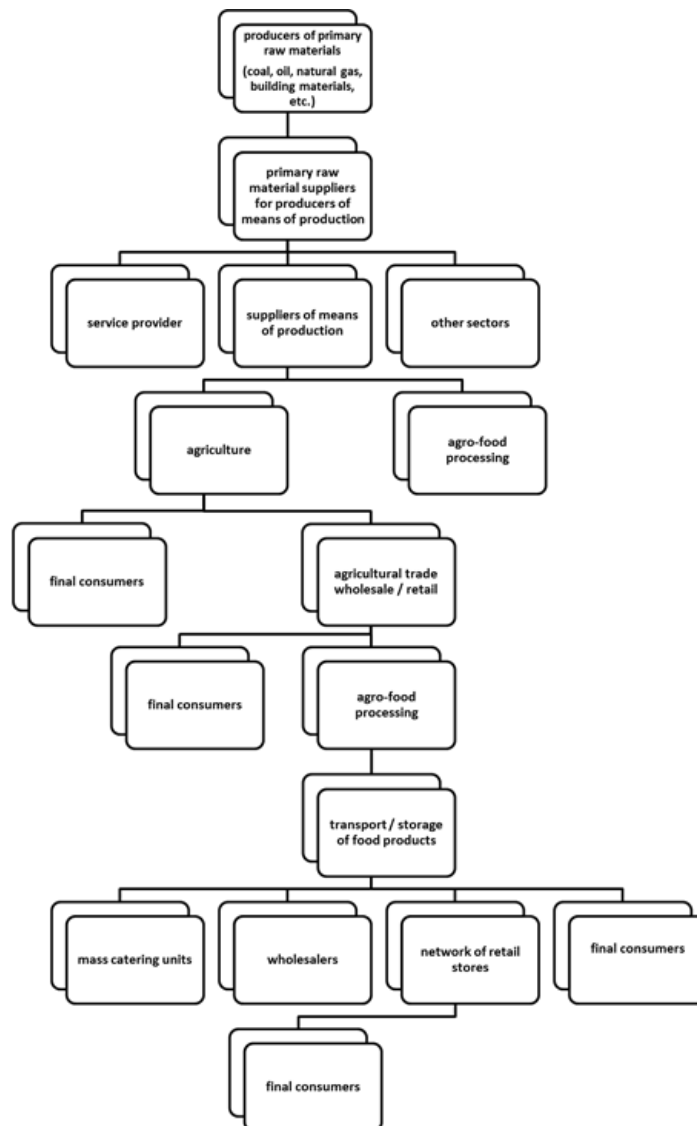 producers of primary
raw materials
(coal, oil, natural gas,
building materials,
etc.)
primary raw
material suppliers
for producers of
means of production
service provider
suppliers of means
of production
other sectors
agriculture
agro-food
processing
final consumers
agricultural trade
wholesale / retail
final consumers
agro-food
processing
transport / storage
of food products
mass catering units
wholesalers
network of retail
stores
final consumers
final consumers